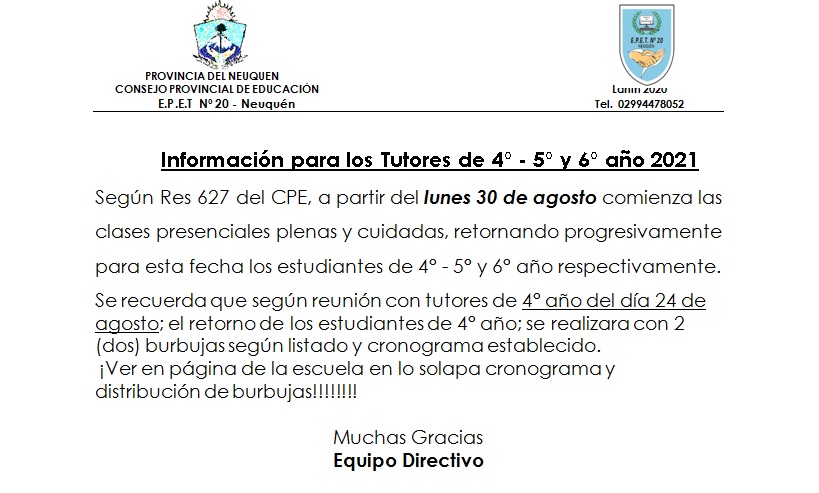 E.P.E.T. Nº 20
NEUQUÉN
PROVINCIA DEL NEUQUEN
CONSEJO PROVINCIAL DE EDUCACIÓN
E.P.E.T Nº 20 - Neuquén
Lanín 2020
Tel. 02994478052
Información para los Tutores de 4° - 5° y 6° año 2021
Según Res 627 del CPE, a partir del lunes 30 de agosto comienza las
clases presenciales plenas y cuidadas, retornando progresivamente
para esta fecha los estudiantes de 4° - 5° y 6° año respectivamente.
Se recuerda que según reunión con tutores de 4° año del día 24 de
agosto; el retorno de los estudiantes de 4° año; se realizara con 2
(dos) burbujas según listado y cronograma establecido.
¡Ver en página de la escuela en lo solapa cronograma y
distribución de burbujas!!!!!!!!
Muchas Gracias
Equipo Directivo